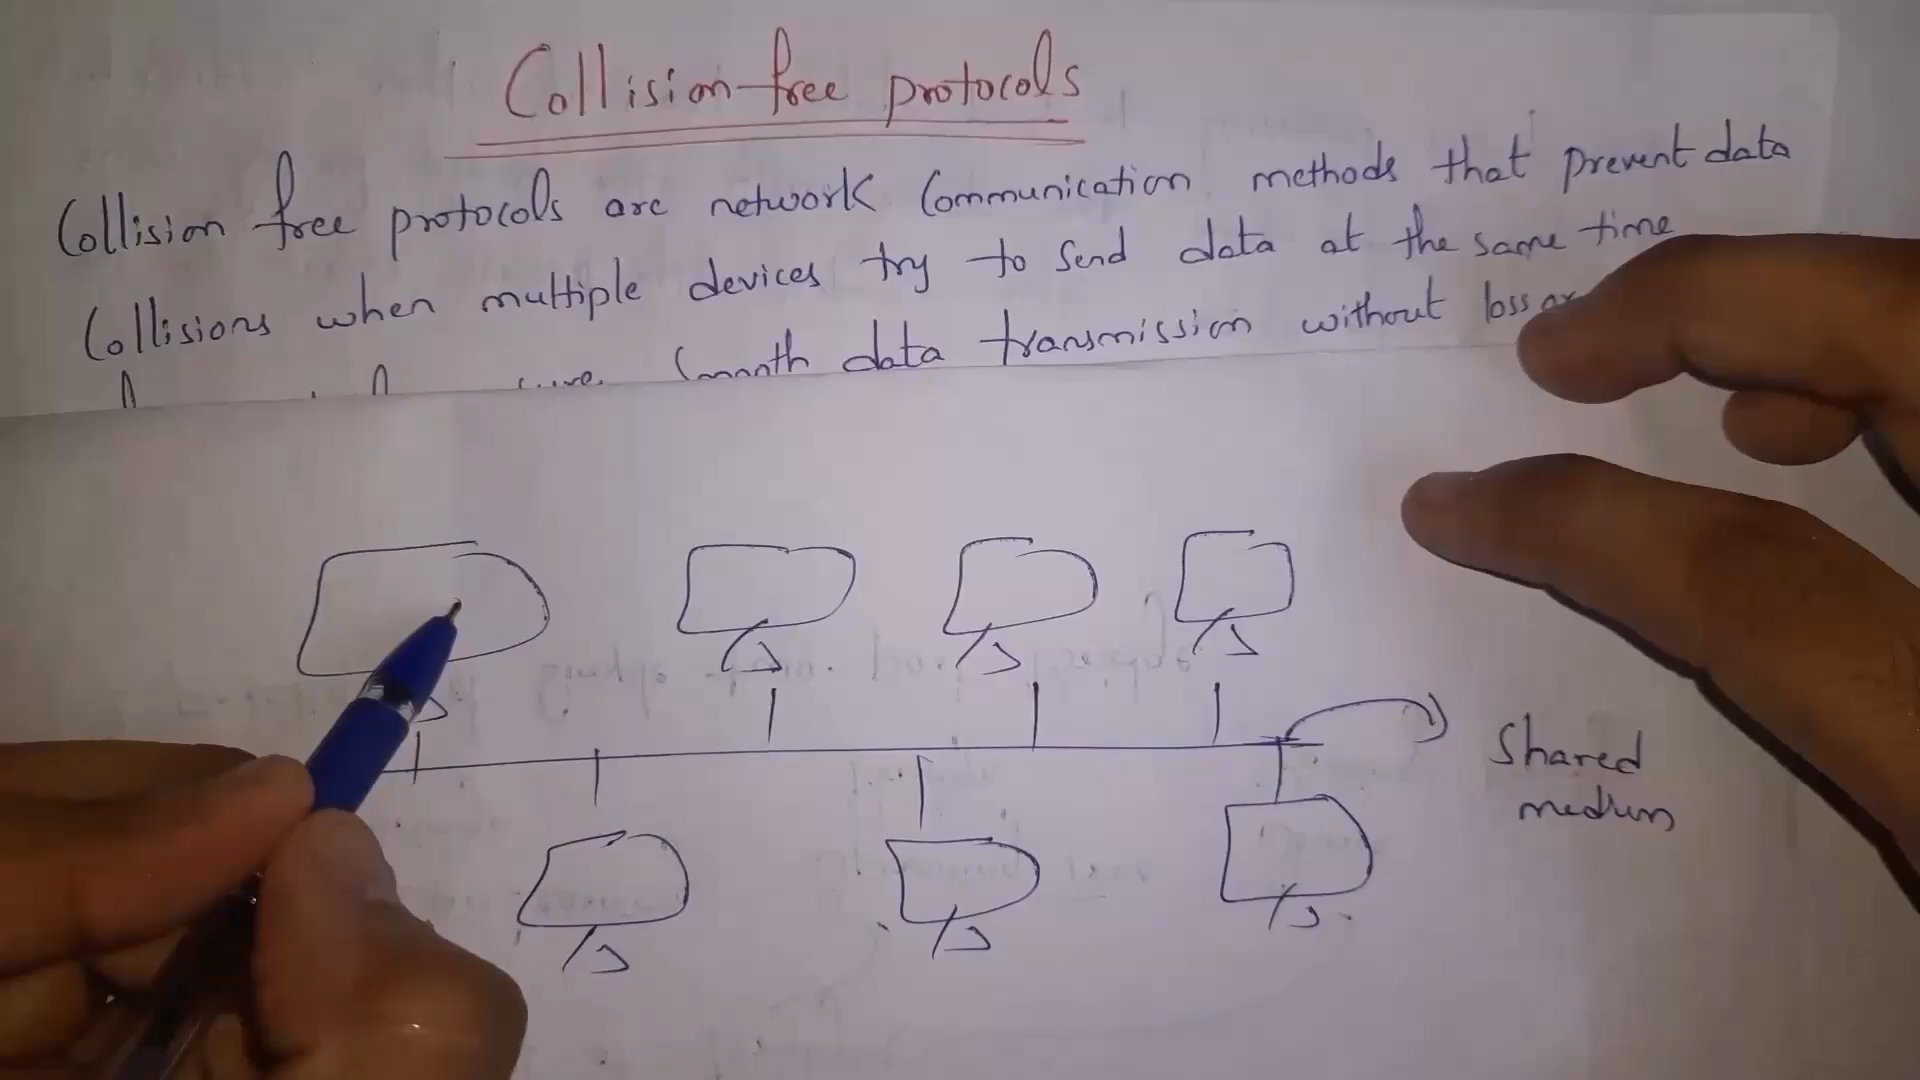 Collision-free protocols
Collision free protocols are network Communication methods that prevent data
Collisions when multiple devices try to send data at the same time
smooth data transmission without loss or
Shared
medium